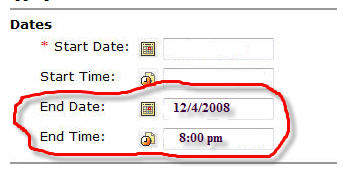 Dates
* Start Date:
Start Time:
End Date: 12/4/2008
End Time: 8:00 pm